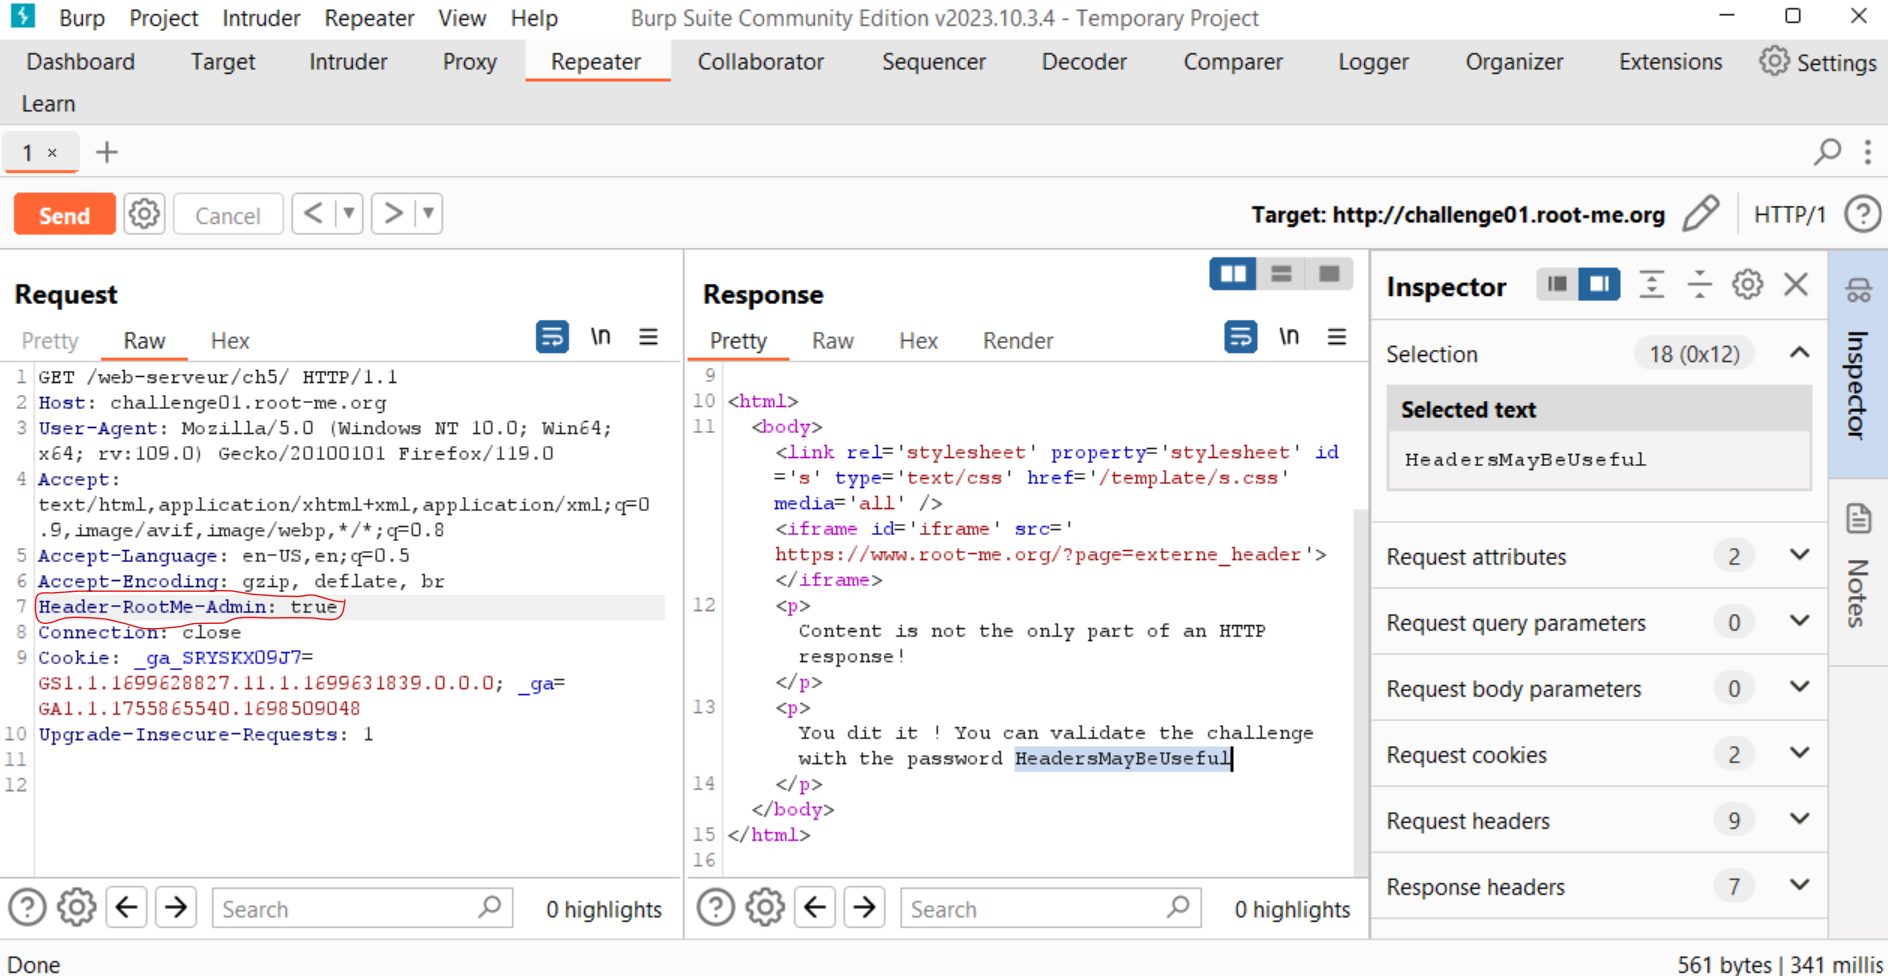 Burp Project Intruder Repeater View Help Burp Suite Community Edition v2023.10.3.4 - Temporary Project
Dashboard Target Intruder Proxy Repeater Collaborator Sequencer Decoder Comparer Logger Organizer Extensions Settings
Learn
1 × +
Send Cancel < > Target: http://challenge01.root-me.org HTTP/1 ?
Request
Pretty Raw Hex \n
1 GET /web-serveur/ch5/ HTTP/1.1
2 Host: challenge01.root-me.org
3 User-Agent: Mozilla/5.0 (Windows NT 10.0; Win64;
x64; rv:109.0) Gecko/20100101 Firefox/119.0
4 Accept:
text/html,application/xhtml+xml,application/xml;q=0
.9,image/avif,image/webp,*/*;q=0.8
5 Accept-Language: en-US,en;q=0.5
6 Accept-Encoding: gzip, deflate, br
7 Header-RootMe-Admin: true
8 Connection: close
9 Cookie: _ga_SRYSKX09J7=
GS1.1.1699628827.11.1.1699631839.0.0.0; _ga=
GA1.1.1755865540.1698509048
10 Upgrade-Insecure-Requests: 1
11
12
? Search 0 highlights
Response
Pretty Raw Hex Render \n
9
10 <html>
11 <body>
<link rel='stylesheet' property='stylesheet' id
='s' type='text/css' href='/template/s.css'
media='all' />
<iframe id='iframe' src='
https://www.root-me.org/?page=externe_header'>
</iframe>
12 <p>
Content is not the only part of an HTTP
response!
</p>
13 <p>
You dit it ! You can validate the challenge
with the password HeadersMayBeUseful
14 </p>
</body>
15 </html>
16
? Search 0 highlights
Inspector
Selection 18 (0x12)
Selected text
HeadersMayBeUseful
Request attributes 2
Request query parameters 0
Request body parameters 0
Request cookies 2
Request headers 9
Response headers 7
Inspector
Notes
Done 561 bytes | 341 millis